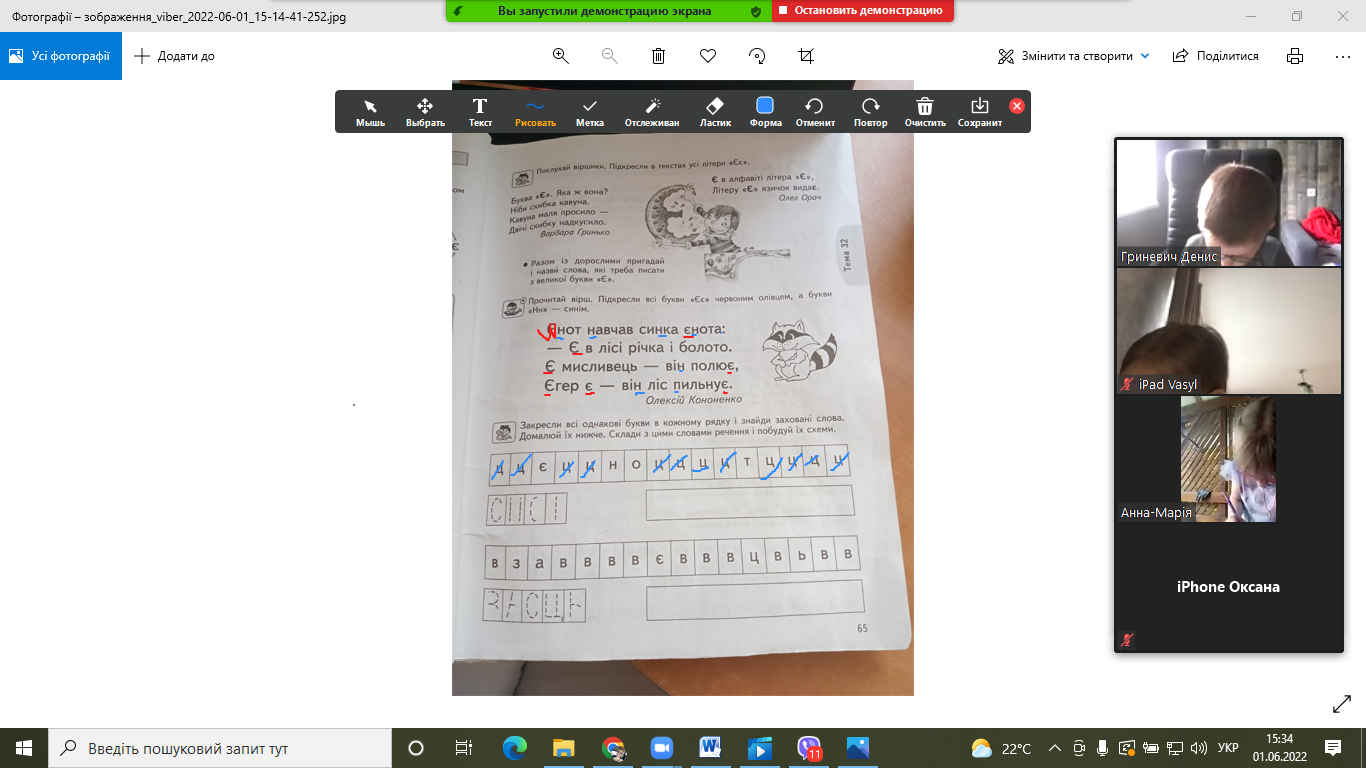 Фотографії – зображення_viber_2022-06-01_15-14-41-252.jpg
Вы запустили демонстрацию экрана
Остановить демонстрацию
Усі фотографії
Додати до
Змінити та створити
Поділитися
Мышь
Выбрать
Текст
Рисовать
Метка
Отслеживан
Ластик
Форма
Отменит
Повтор
Очистить
Сохранит
Послухай віршики. Підкресли в текстах усі літери «Єє».
Буква «Є». Яка ж вона?
Ніби скибка кавуна.
Кавуна маля просило —
Двічі скибку надкусило.
Варвара Гринько
Є в алфавіті літера «Є»,
Літеру «Є» язичок видає.
Олег Орач
• Разом із дорослими пригадай
і назви слова, які треба писати
з великої букви «Є».
Тема 32
Прочитай вірш. Підкресли всі букви «Єє» червоним олівцем, а букви
«Нн» — синім.
Єнот навчав синка єнота:
— Є в лісі річка і болото.
Є мисливець — він полює,
Єгер є — він ліс пильнує.
Олексій Кононенко
Закресли всі однакові букви в кожному рядку і знайди заховані слова.
Домалюй їх нижче. Склади з цими словами речення і побудуй їх схеми.
ц ц є ц ц н о ц ц ц ц т ц ц ц ц
в з а в в в в є в в в ц в ь в в
65
Гриневич Денис
iPad Vasyl
Анна-Марія
iPhone Оксана
Введіть пошуковий запит тут
11
22°C
УКР
15:34
01.06.2022